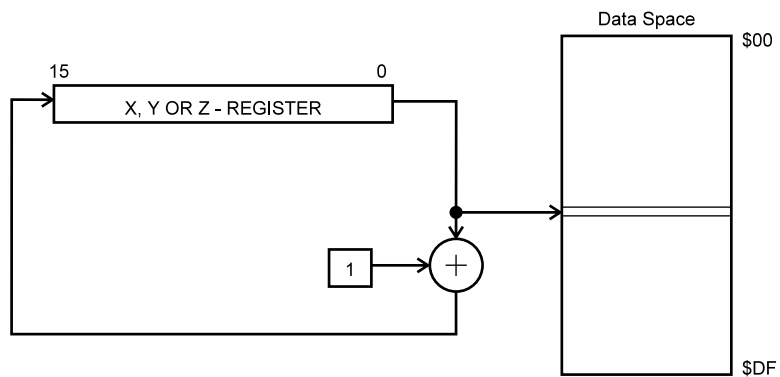 Data Space
$00
15
0
X, Y OR Z - REGISTER
1
+
$DF